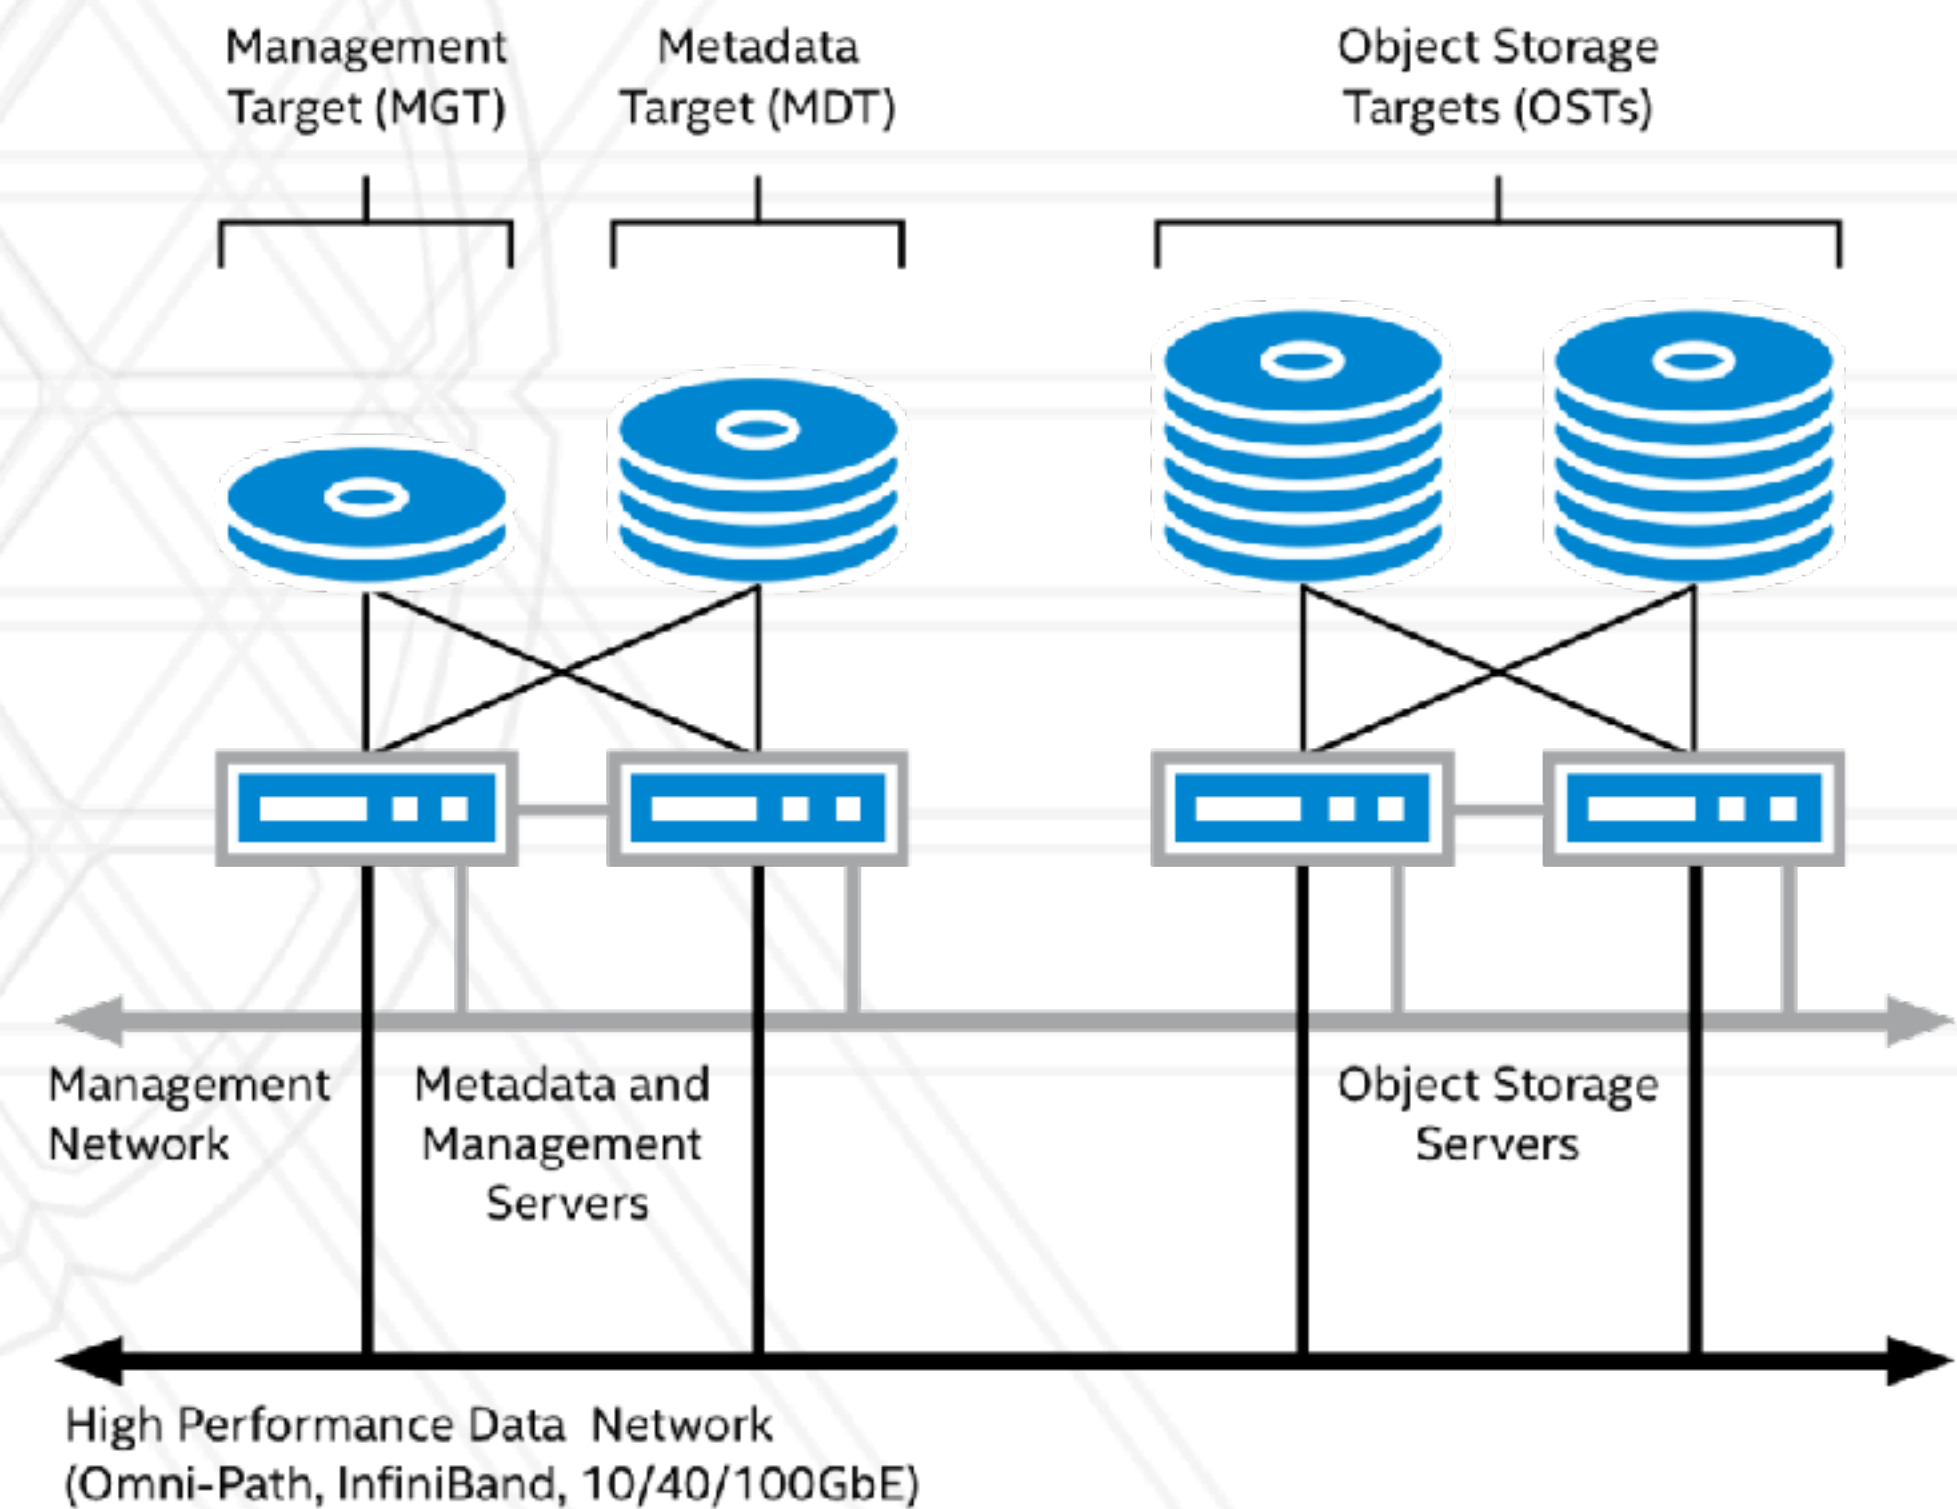 Management
Target (MGT)
Metadata
Target (MDT)
Object Storage
Targets (OSTs)
Management
Network
Metadata and
Management
Servers
Object Storage
Servers
High Performance Data  Network
(Omni-Path, InfiniBand, 10/40/100GbE)